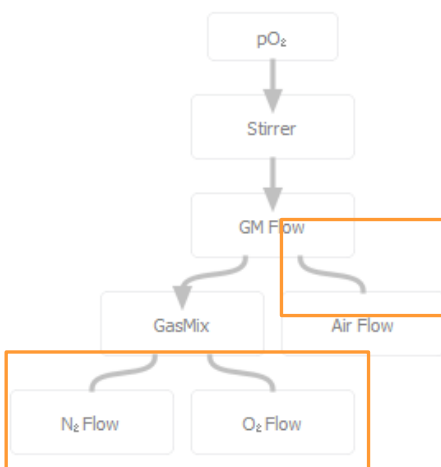 pO₂
Stirrer
GM Flow
GasMix
Air Flow
N₂ Flow
O₂ Flow